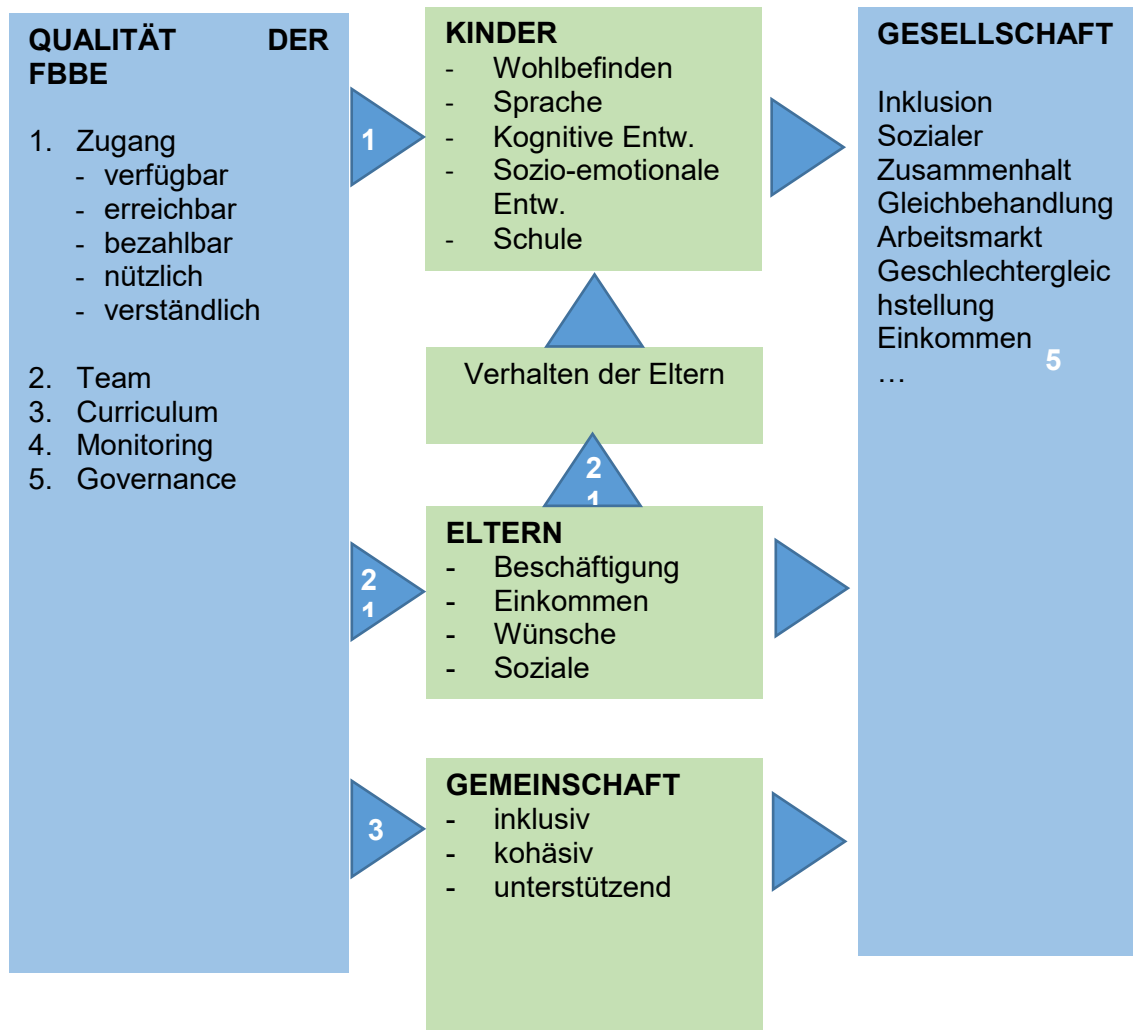 QUALITÄT DER
FBBE
1. Zugang
- verfügbar
- erreichbar
- bezahlbar
- nützlich
- verständlich
2. Team
3. Curriculum
4. Monitoring
5. Governance
1
2
1
3
KINDER
- Wohlbefinden
- Sprache
- Kognitive Entw.
- Sozio-emotionale
Entw.
- Schule
Verhalten der Eltern
2
1
ELTERN
- Beschäftigung
- Einkommen
- Wünsche
- Soziale
GEMEINSCHAFT
- inklusiv
- kohäsiv
- unterstützend
GESELLSCHAFT
Inklusion
Sozialer
Zusammenhalt
Gleichbehandlung
Arbeitsmarkt
Geschlechtergleic
hstellung
Einkommen
5
…